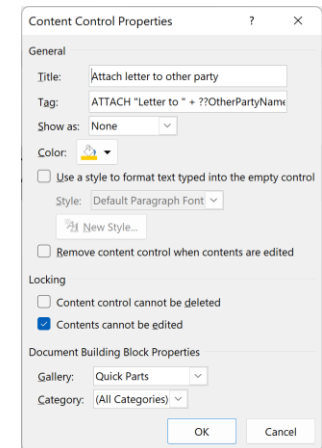 Content Control Properties ? ×
General
Title: Attach letter to other party
Tag: ATTACH "Letter to " + ??OtherPartyName
Show as: None
Color:
Use a style to format text typed into the empty control
Style: Default Paragraph Font
New Style...
Remove content control when contents are edited
Locking
Content control cannot be deleted
Contents cannot be edited
Document Building Block Properties
Gallery: Quick Parts
Category: (All Categories)
OK Cancel